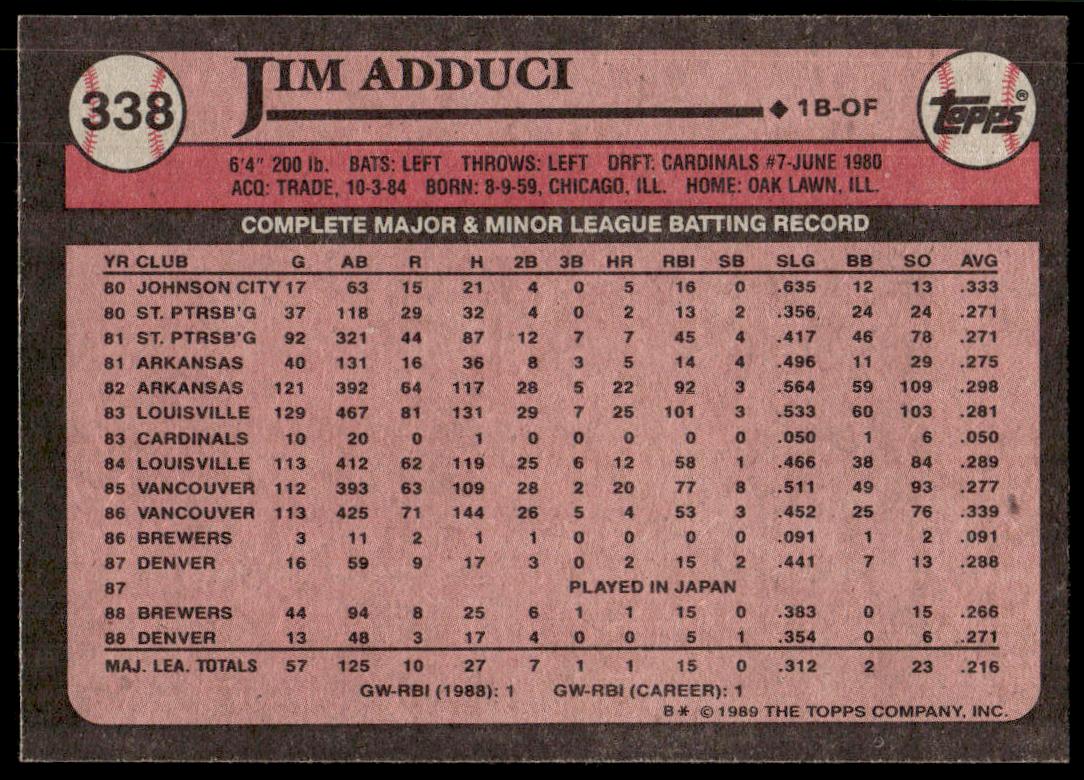 338
JIM ADDUCI
◆ 1B-OF
topps®
6'4" 200 lb. BATS: LEFT THROWS: LEFT DRFT: CARDINALS #7-JUNE 1980
ACQ: TRADE, 10-3-84 BORN: 8-9-59, CHICAGO, ILL. HOME: OAK LAWN, ILL.
COMPLETE MAJOR & MINOR LEAGUE BATTING RECORD
YR CLUB G AB R H 2B 3B HR RBI SB SLG BB SO AVG
80 JOHNSON CITY 17 63 15 21 4 0 5 16 0 .635 12 13 .333
80 ST. PTRSB'G 37 118 29 32 4 0 2 13 2 .356 24 24 .271
81 ST. PTRSB'G 92 321 44 87 12 7 7 45 4 .417 46 78 .271
81 ARKANSAS 40 131 16 36 8 3 5 14 4 .496 11 29 .275
82 ARKANSAS 121 392 64 117 28 5 22 92 3 .564 59 109 .298
83 LOUISVILLE 129 467 81 131 29 7 25 101 3 .533 60 103 .281
83 CARDINALS 10 20 0 1 0 0 0 0 0 .050 1 6 .050
84 LOUISVILLE 113 412 62 119 25 6 12 58 1 .466 38 84 .289
85 VANCOUVER 112 393 63 109 28 2 20 77 8 .511 49 93 .277
86 VANCOUVER 113 425 71 144 26 5 4 53 3 .452 25 76 .339
86 BREWERS 3 11 2 1 1 0 0 0 0 .091 1 2 .091
87 DENVER 16 59 9 17 3 0 2 15 2 .441 7 13 .288
87 PLAYED IN JAPAN
88 BREWERS 44 94 8 25 6 1 1 15 0 .383 0 15 .266
88 DENVER 13 48 3 17 4 0 0 5 1 .354 0 6 .271
MAJ. LEA. TOTALS 57 125 10 27 7 1 1 15 0 .312 2 23 .216
GW-RBI (1988): 1 GW-RBI (CAREER): 1
B* © 1989 THE TOPPS COMPANY, INC.